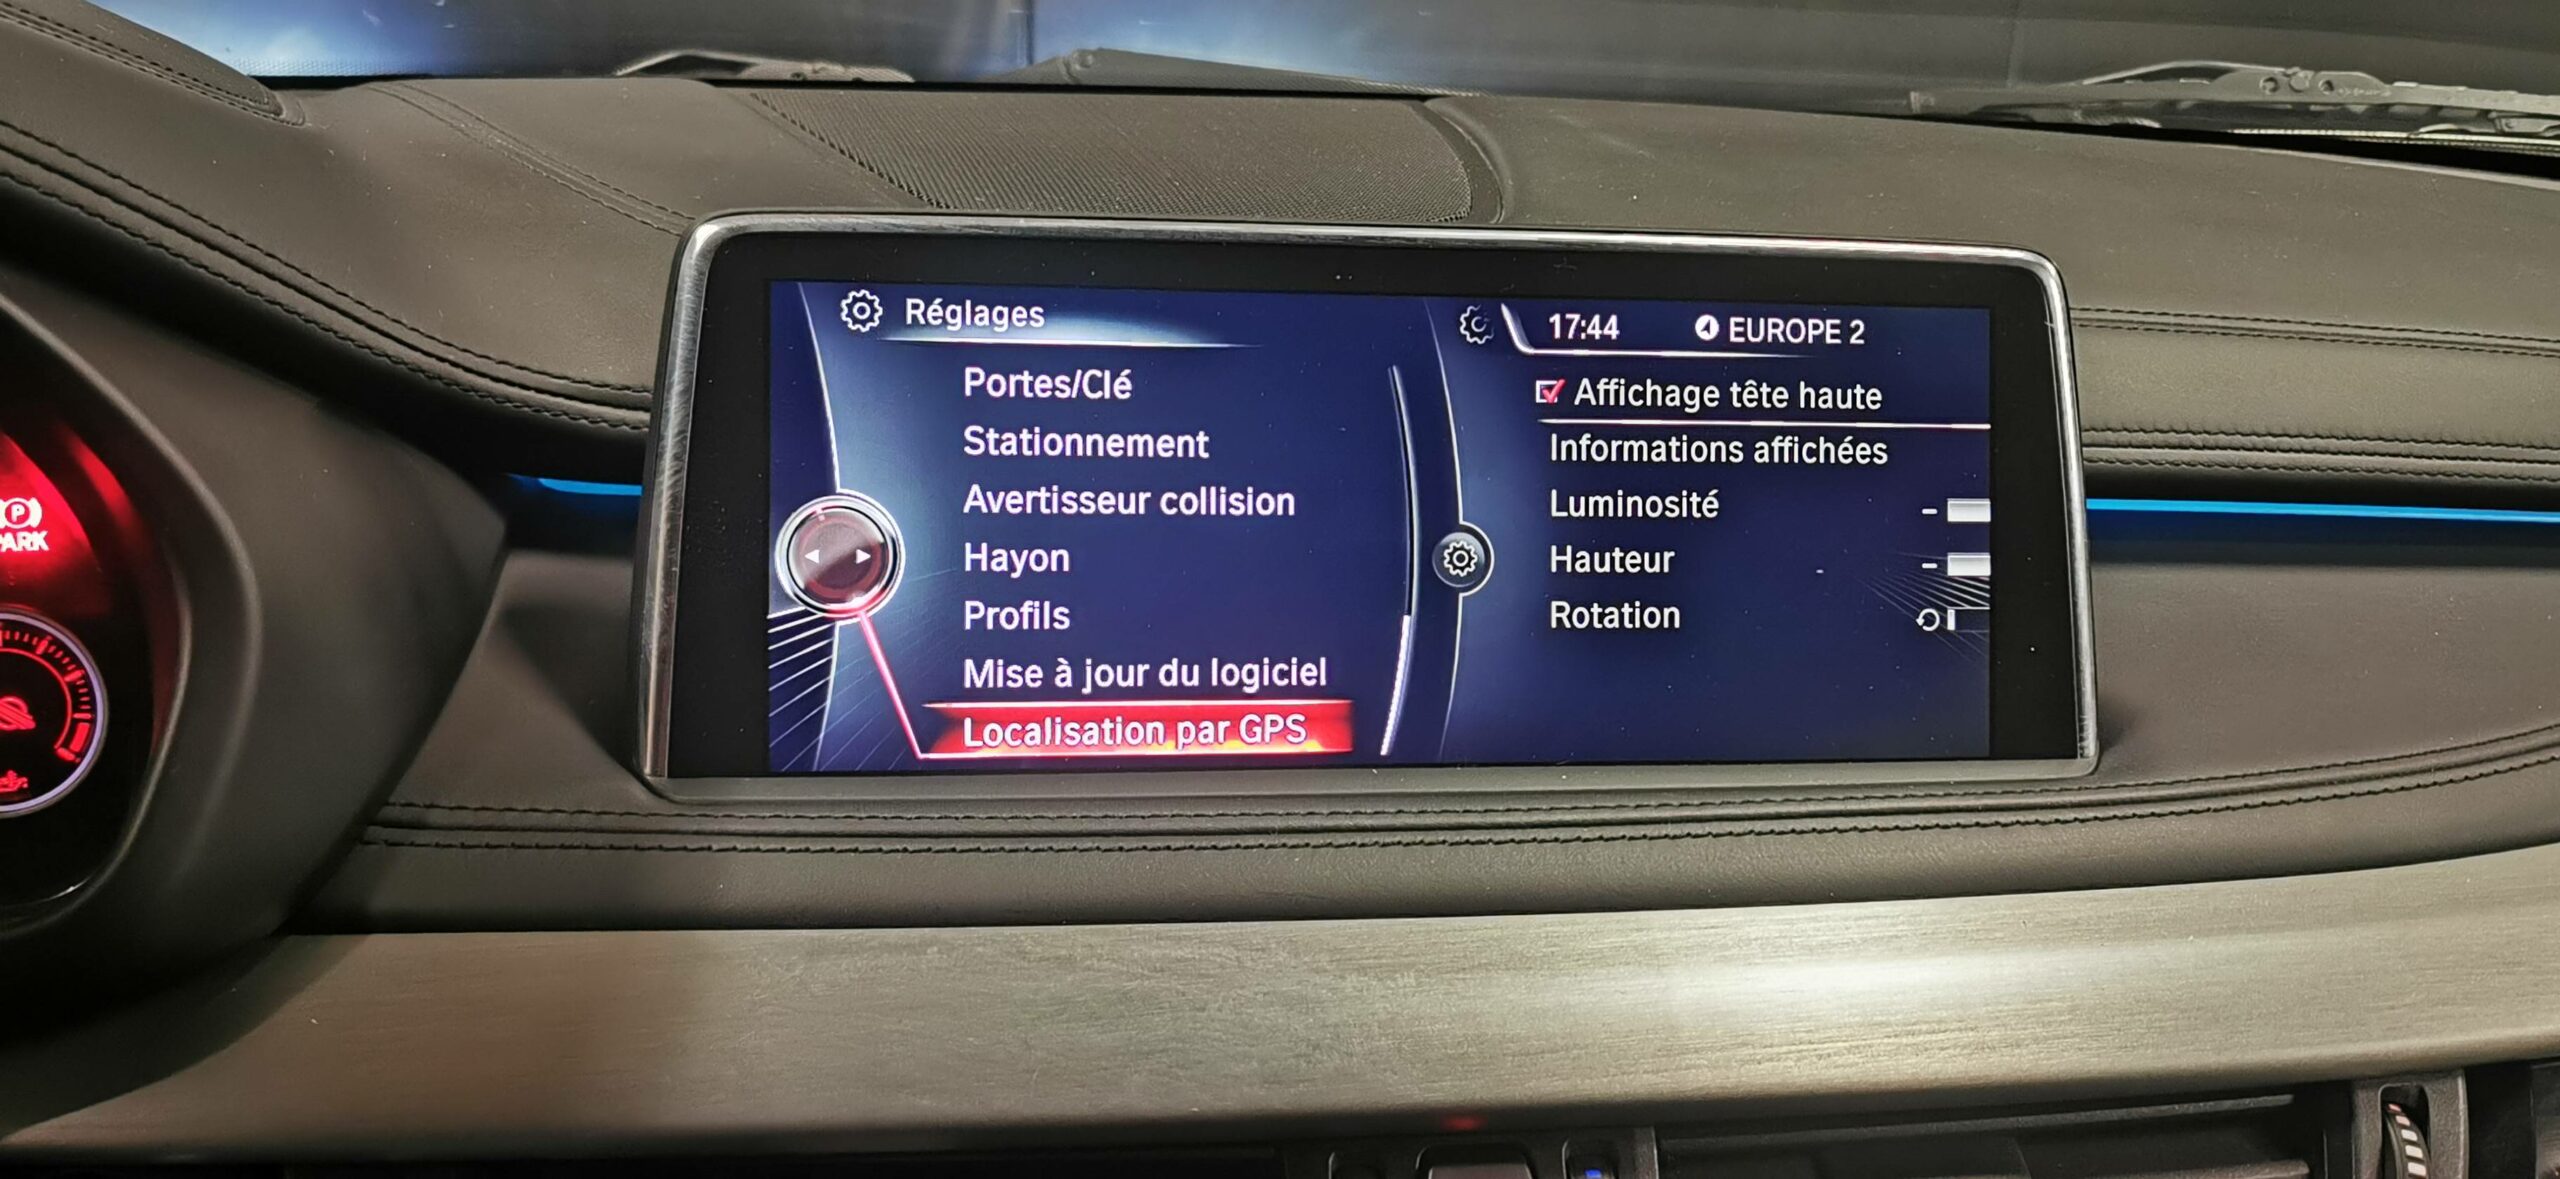 Réglages
Portes/Clé
Stationnement
Avertisseur collision
Hayon
Profils
Mise à jour du logiciel
Localisation par GPS
17:44 EUROPE 2
Affichage tête haute
Informations affichées
Luminosité
Hauteur
Rotation
(P)
PARK